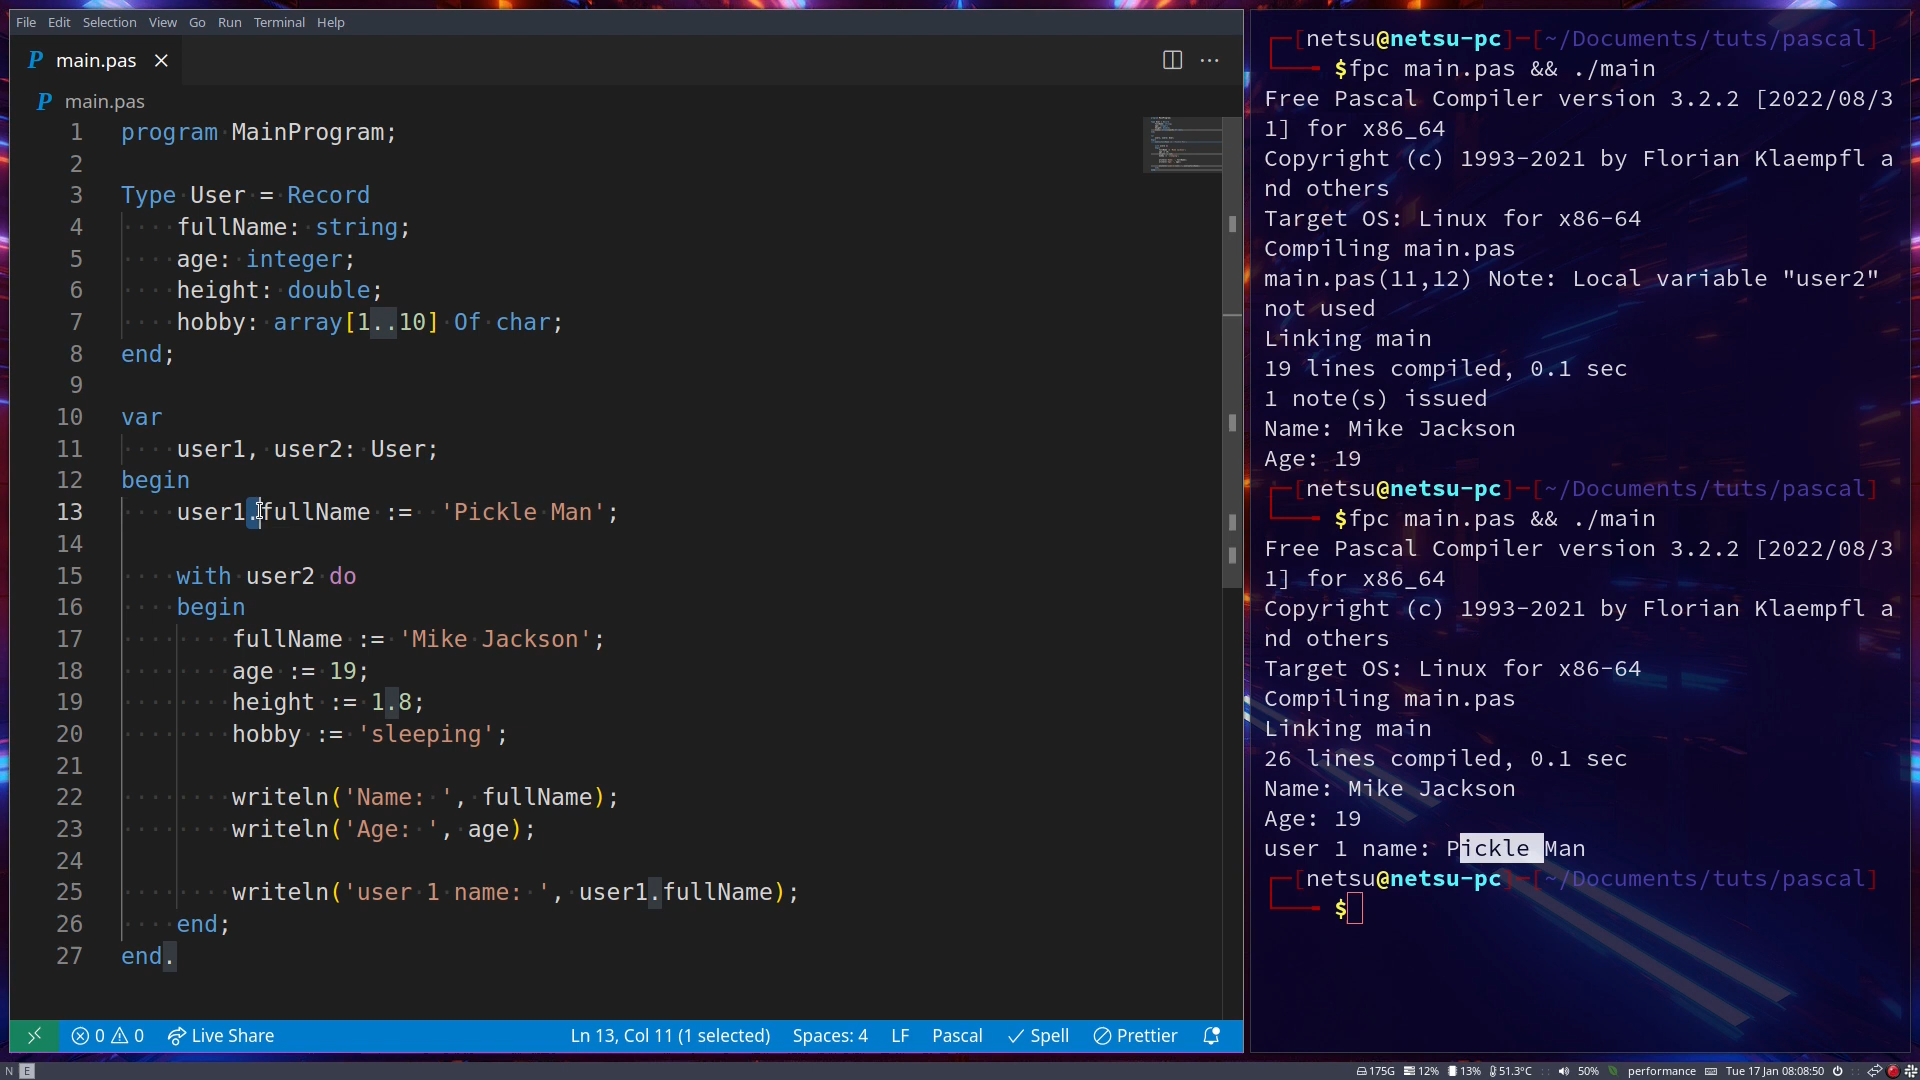 File Edit Selection View Go Run Terminal Help
main.pas
main.pas
1 program MainProgram;
2
3 Type User = Record
4 fullName: string;
5 age: integer;
6 height: double;
7 hobby: array[1..10] Of char;
8 end;
9
10 var
11 user1, user2: User;
12 begin
13 user1.fullName := 'Pickle Man';
14
15 with user2 do
16 begin
17 fullName := 'Mike Jackson';
18 age := 19;
19 height := 1.8;
20 hobby := 'sleeping';
21
22 writeln('Name: ', fullName);
23 writeln('Age: ', age);
24
25 writeln('user 1 name: ', user1.fullName);
26 end;
27 end.
0 0 Live Share Ln 13, Col 11 (1 selected) Spaces: 4 LF Pascal Spell Prettier
[netsu@netsu-pc]-[~/Documents/tuts/pascal]
$fpc main.pas && ./main
Free Pascal Compiler version 3.2.2 [2022/08/3
1] for x86_64
Copyright (c) 1993-2021 by Florian Klaempfl a
nd others
Target OS: Linux for x86-64
Compiling main.pas
main.pas(11,12) Note: Local variable "user2"
not used
Linking main
19 lines compiled, 0.1 sec
1 note(s) issued
Name: Mike Jackson
Age: 19
[netsu@netsu-pc]-[~/Documents/tuts/pascal]
$fpc main.pas && ./main
Free Pascal Compiler version 3.2.2 [2022/08/3
1] for x86_64
Copyright (c) 1993-2021 by Florian Klaempfl a
nd others
Target OS: Linux for x86-64
Compiling main.pas
Linking main
26 lines compiled, 0.1 sec
Name: Mike Jackson
Age: 19
user 1 name: Pickle Man
[netsu@netsu-pc]-[~/Documents/tuts/pascal]
$
N E 175G 12% 13% 51.3°C 50% performance Tue 17 Jan 08:08:50